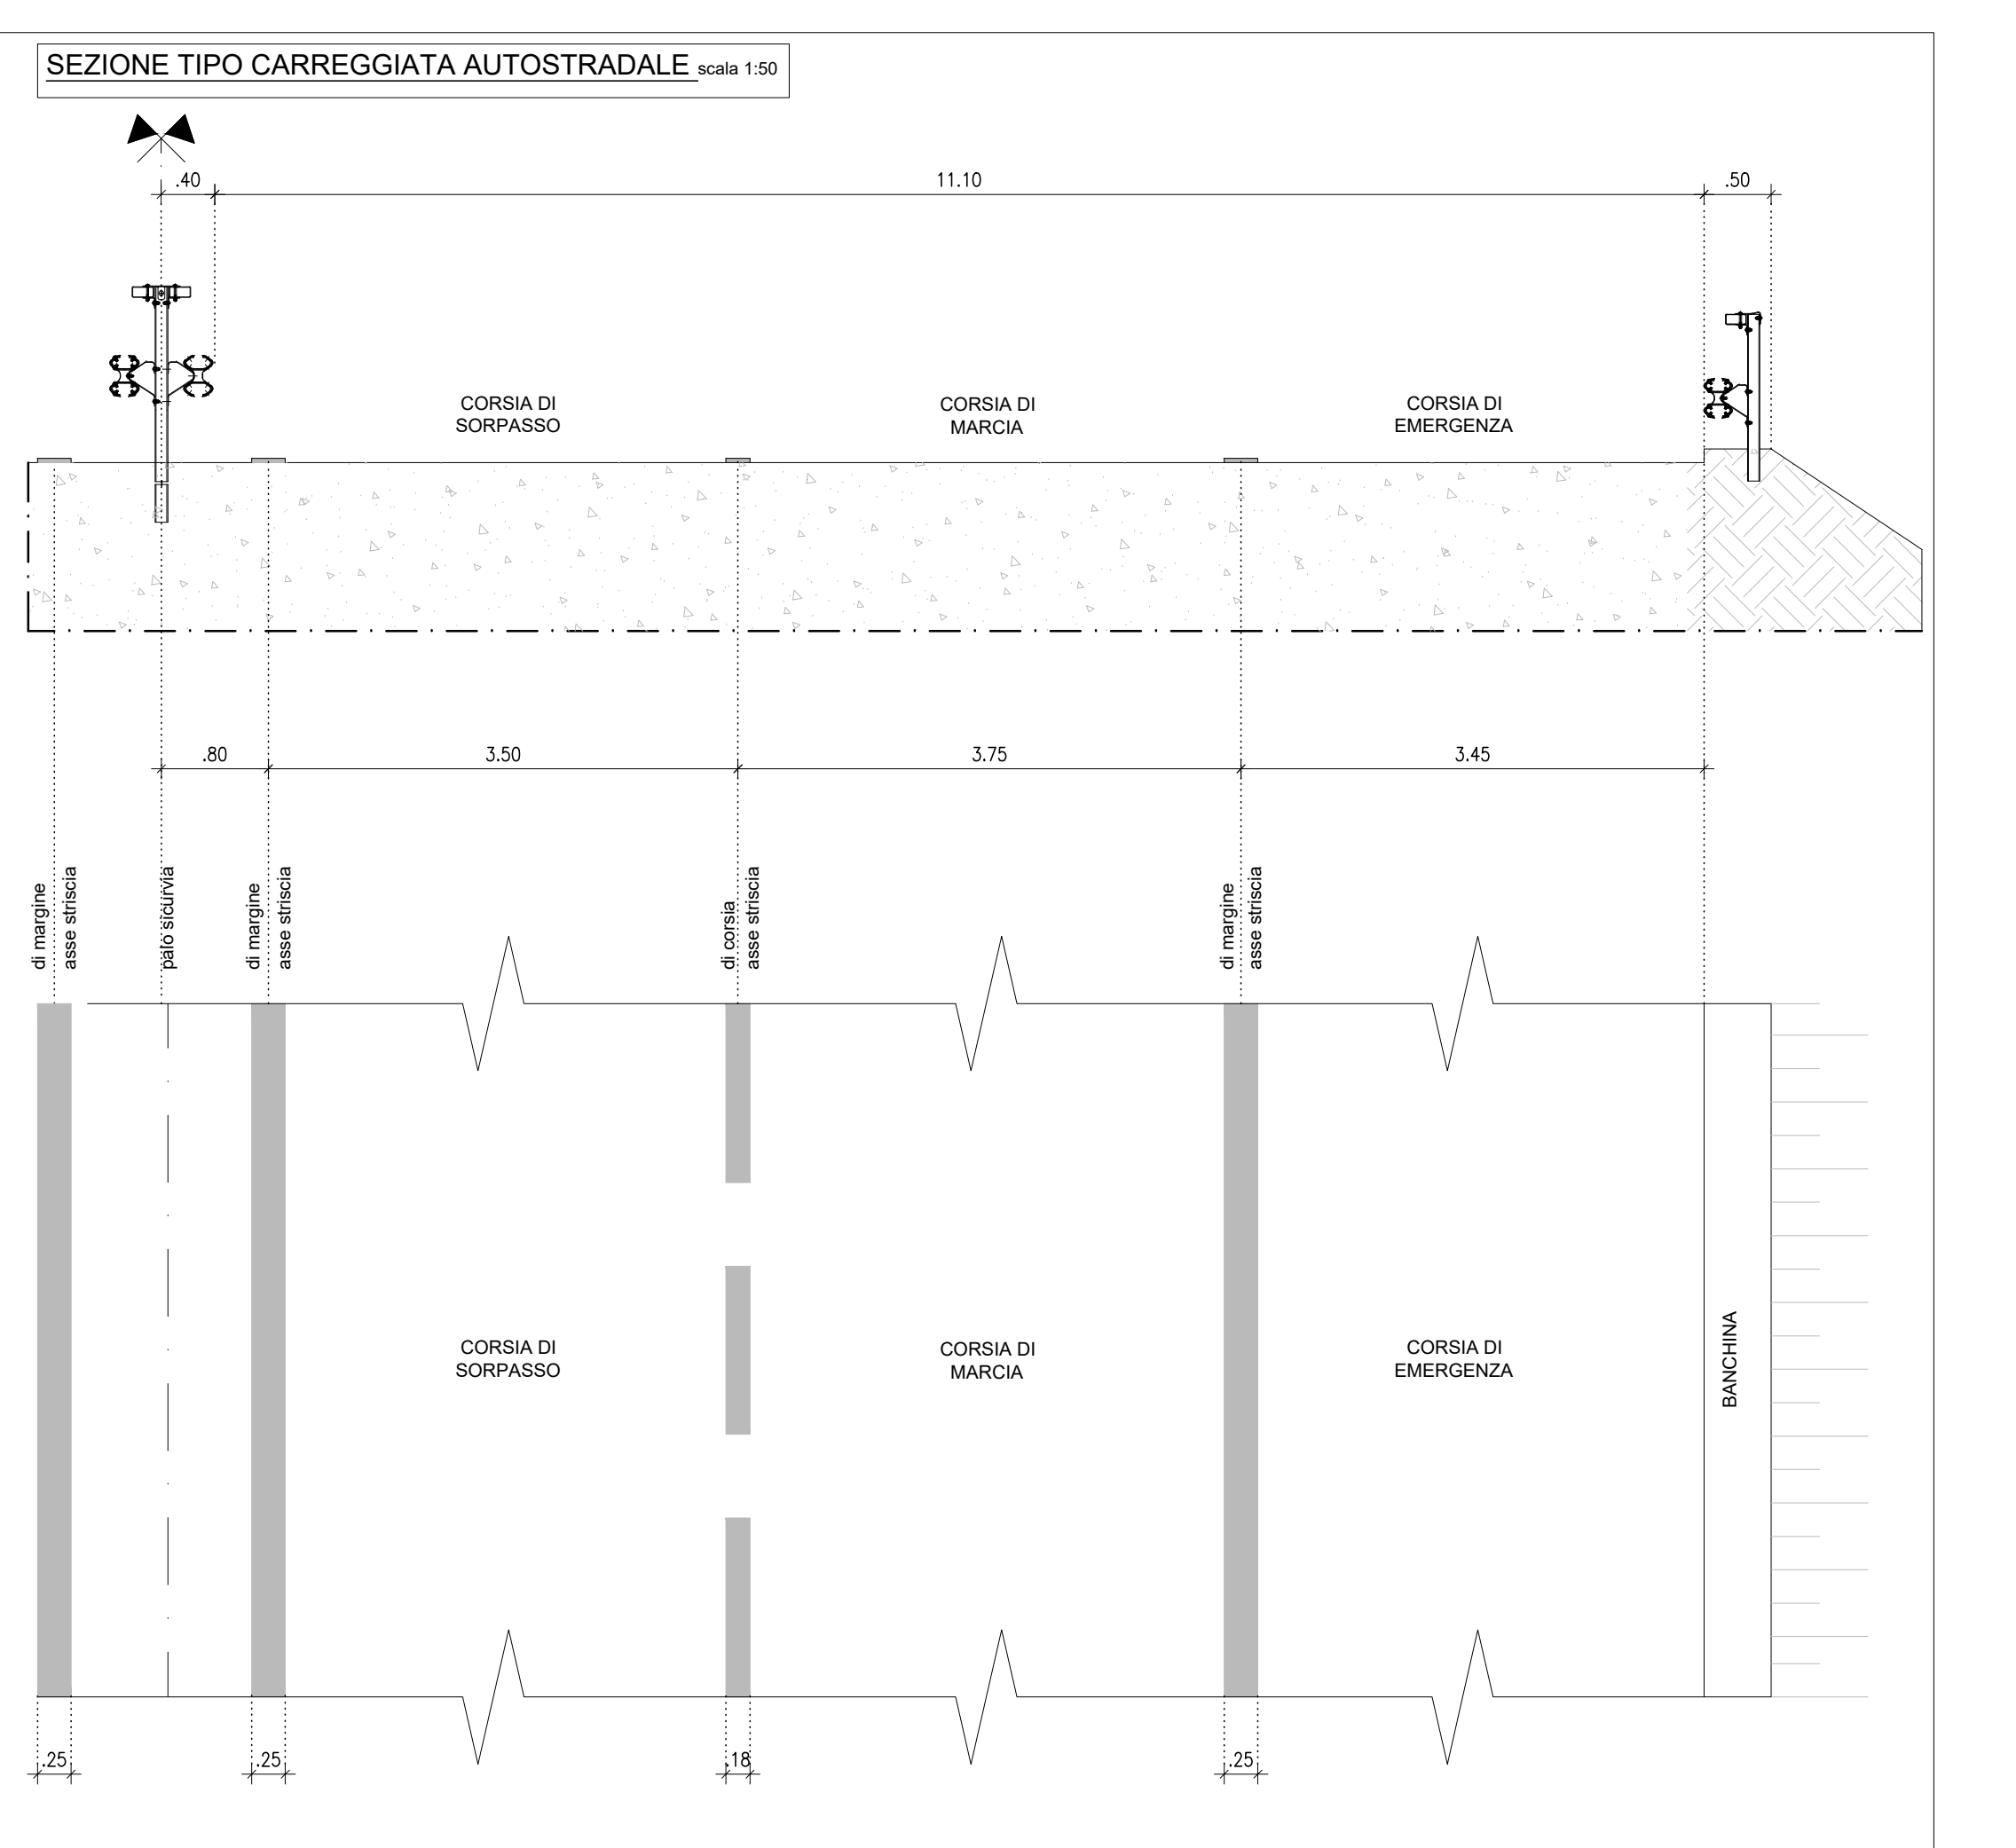 SEZIONE TIPO CARREGGIATA AUTOSTRADALE scala 1:50
.40
11.10
.50
CORSIA DI
SORPASSO
CORSIA DI
MARCIA
CORSIA DI
EMERGENZA
.80
3.50
3.75
3.45
di margine
asse striscia
palo sicurvia
di margine
asse striscia
di corsia
asse striscia
di margine
asse striscia
CORSIA DI
SORPASSO
CORSIA DI
MARCIA
CORSIA DI
EMERGENZA
BANCHINA
.25
.25
.18
.25